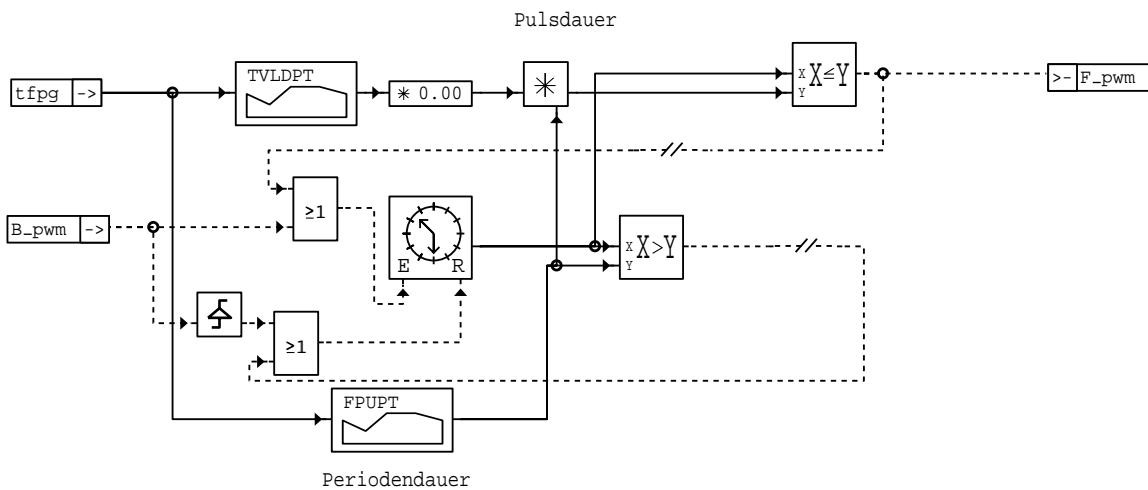 Pulsdauer
tfpg ->
TVLDPT
* 0.00
*
X
Y
X≤Y
>- F_pwm
≥1
B_pwm ->
E
R
X
Y
X>Y
≥1
FPUPT
Periodendauer